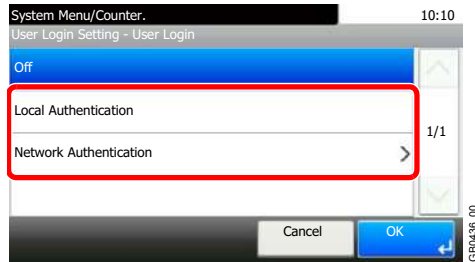 System Menu/Counter. 10:10
User Login Setting - User Login
Off
Local Authentication
1/1
Network Authentication
Cancel OK
GB0436_00